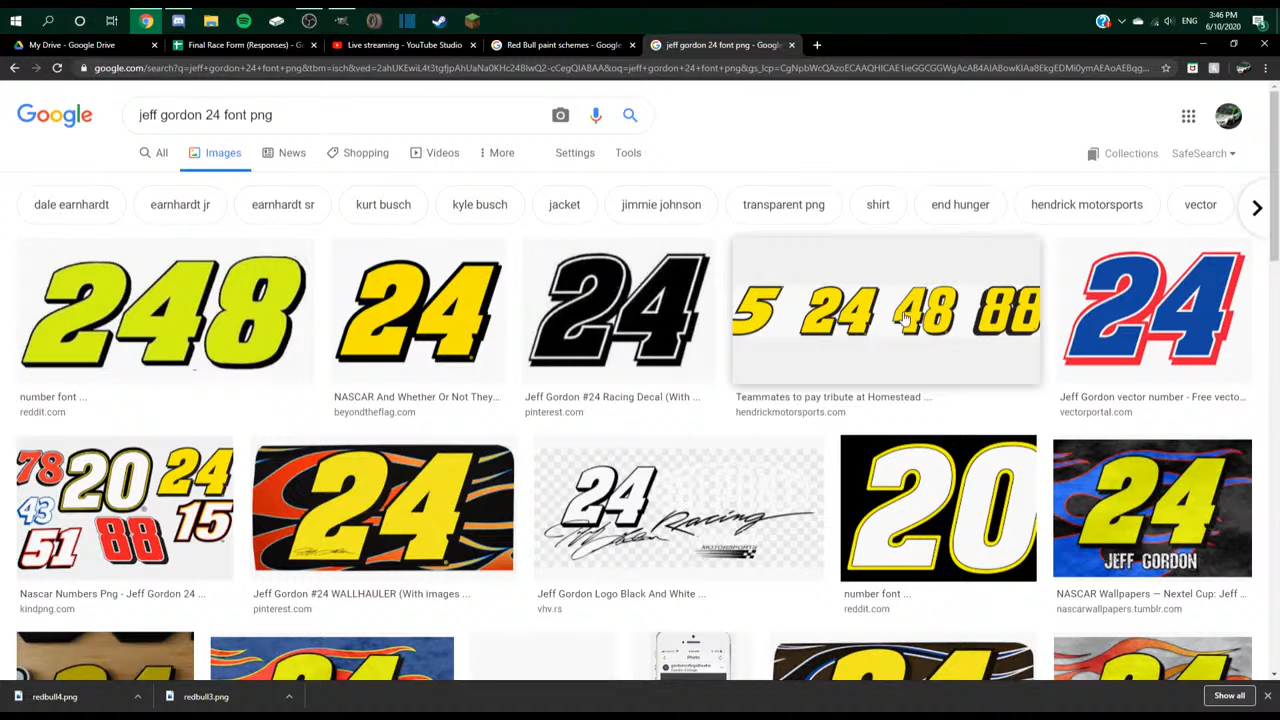 ENG
3:46 PM
6/10/2020
My Drive - Google Drive
Final Race Form (Responses) - Go
Live streaming - YouTube Studio
Red Bull paint schemes - Google
jeff gordon 24 font png - Google
google.com/search?q=jeff+gordon+24+font+png&tbm=isch&ved=
Google
jeff gordon 24 font png
All
Images
News
Shopping
Videos
More
Settings
Tools
Collections
SafeSearch
dale earnhardt
earnhardt jr
earnhardt sr
kurt busch
kyle busch
jacket
jimmie johnson
transparent png
shirt
end hunger
hendrick motorsports
vector
248
24
24
5 24 48 88
24
number font ...
reddit.com
NASCAR And Whether Or Not They...
beyondtheflag.com
Jeff Gordon #24 Racing Decal (With ...
pinterest.com
Teammates to pay tribute at Homestead ...
hendrickmotorsports.com
Jeff Gordon vector number - Free vecto...
vectorportal.com
78 20 24
43 15
51 88
24
24
Racing
MOTORSPORTS
20
24
JEFF GORDON
Nascar Numbers Png - Jeff Gordon 24 ...
kindpng.com
Jeff Gordon #24 WALLHAULER (With images ...
pinterest.com
Jeff Gordon Logo Black And White ...
vhv.rs
number font ...
reddit.com
NASCAR Wallpapers — Nextel Cup: Jeff ...
nascarwallpapers.tumblr.com
24
Photo
24
24
redbull4.png
redbull3.png
Show all